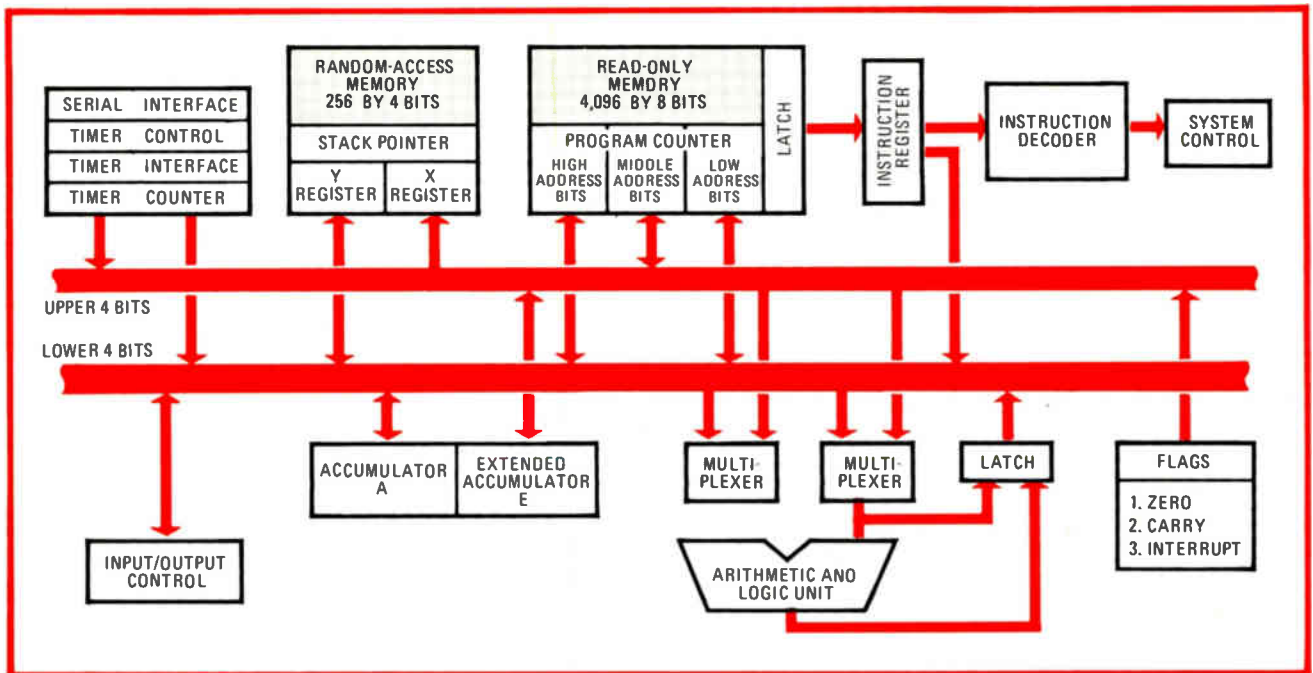 SERIAL INTERFACE
TIMER CONTROL
TIMER INTERFACE
TIMER COUNTER
RANDOM-ACCESS
MEMORY
256 BY 4 BITS
STACK POINTER
Y
REGISTER
X
REGISTER
READ-ONLY
MEMDRY
4,096 BY 8 BITS
PROGRAM COUNTER
HIGH
ADDRESS
BITS
MIDDLE
ADDRESS
BITS
LOW
ADDRESS
BITS
LATCH
INSTRUCTION
REGISTER
INSTRUCTION
DECODER
SYSTEM
CONTROL
UPPER 4 BITS
LOWER 4 BITS
INPUT/OUTPUT
CONTROL
ACCUMULATOR
A
EXTENDED
ACCUMULATOR
E
MULTI-
PLEXER
MULTI-
PLEXER
LATCH
ARITHMETIC ANO
LOGIC UNIT
FLAGS
1. ZERO
2. CARRY
3. INTERRUPT